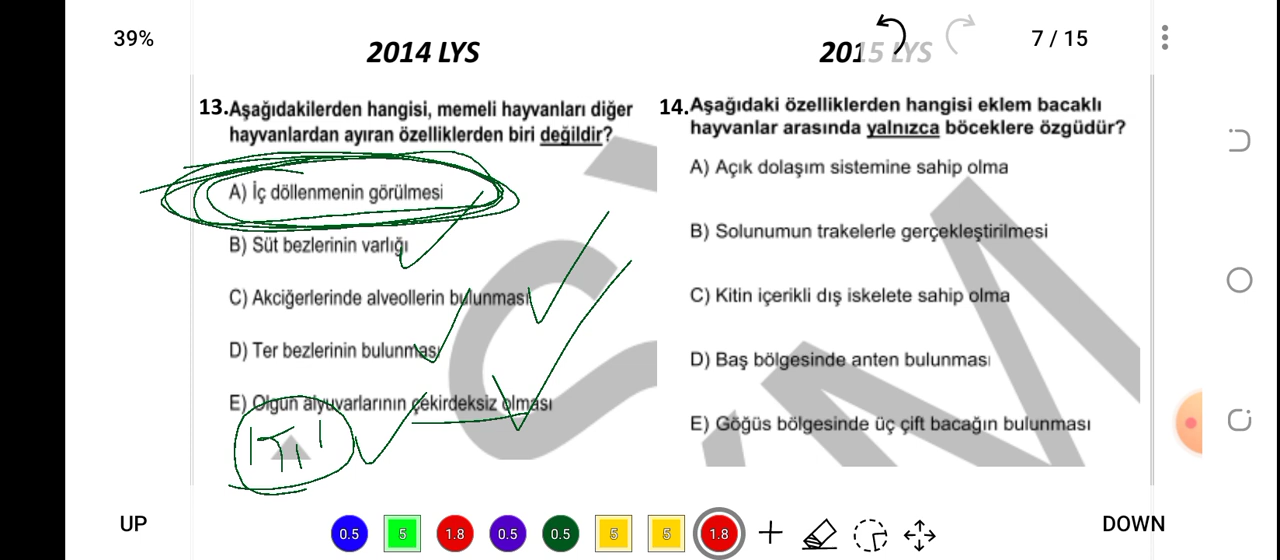 39%
2014 LYS
2015 LYS
7 / 15
13. Aşağıdakilerden hangisi, memeli hayvanları diğer
hayvanlardan ayıran özelliklerden biri değildir?
A) İç döllenmenin görülmesi
B) Süt bezlerinin varlığı
C) Akciğerlerinde alveollerin bulunması
D) Ter bezlerinin bulunması
E) Olgun alyuvarlarının çekirdeksiz olması
14. Aşağıdaki özelliklerden hangisi eklem bacaklı
hayvanlar arasında yalnızca böceklere özgüdür?
A) Açık dolaşım sistemine sahip olma
B) Solunumun trakelerle gerçekleştirilmesi
C) Kitin içerikli dış iskelete sahip olma
D) Baş bölgesinde anten bulunması
E) Göğüs bölgesinde üç çift bacağın bulunması
UP
0.5
5
1.8
0.5
0.5
5
5
1.8
DOWN